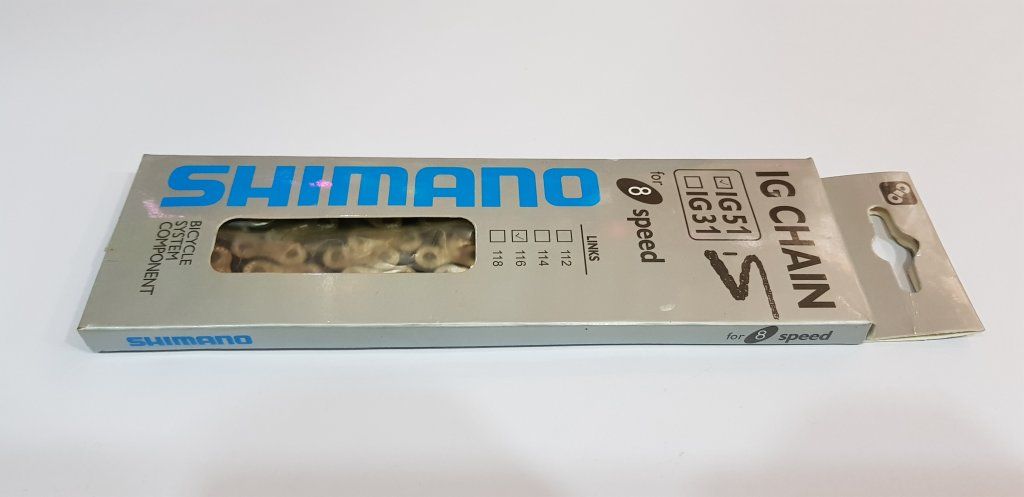 SHIMANO
BICYCLE
SYSTEM
COMPONENT
LINKS
112
114
116
118
for 8 speed
IG CHAIN
IG51
IG31
SHIMANO
for 8 speed